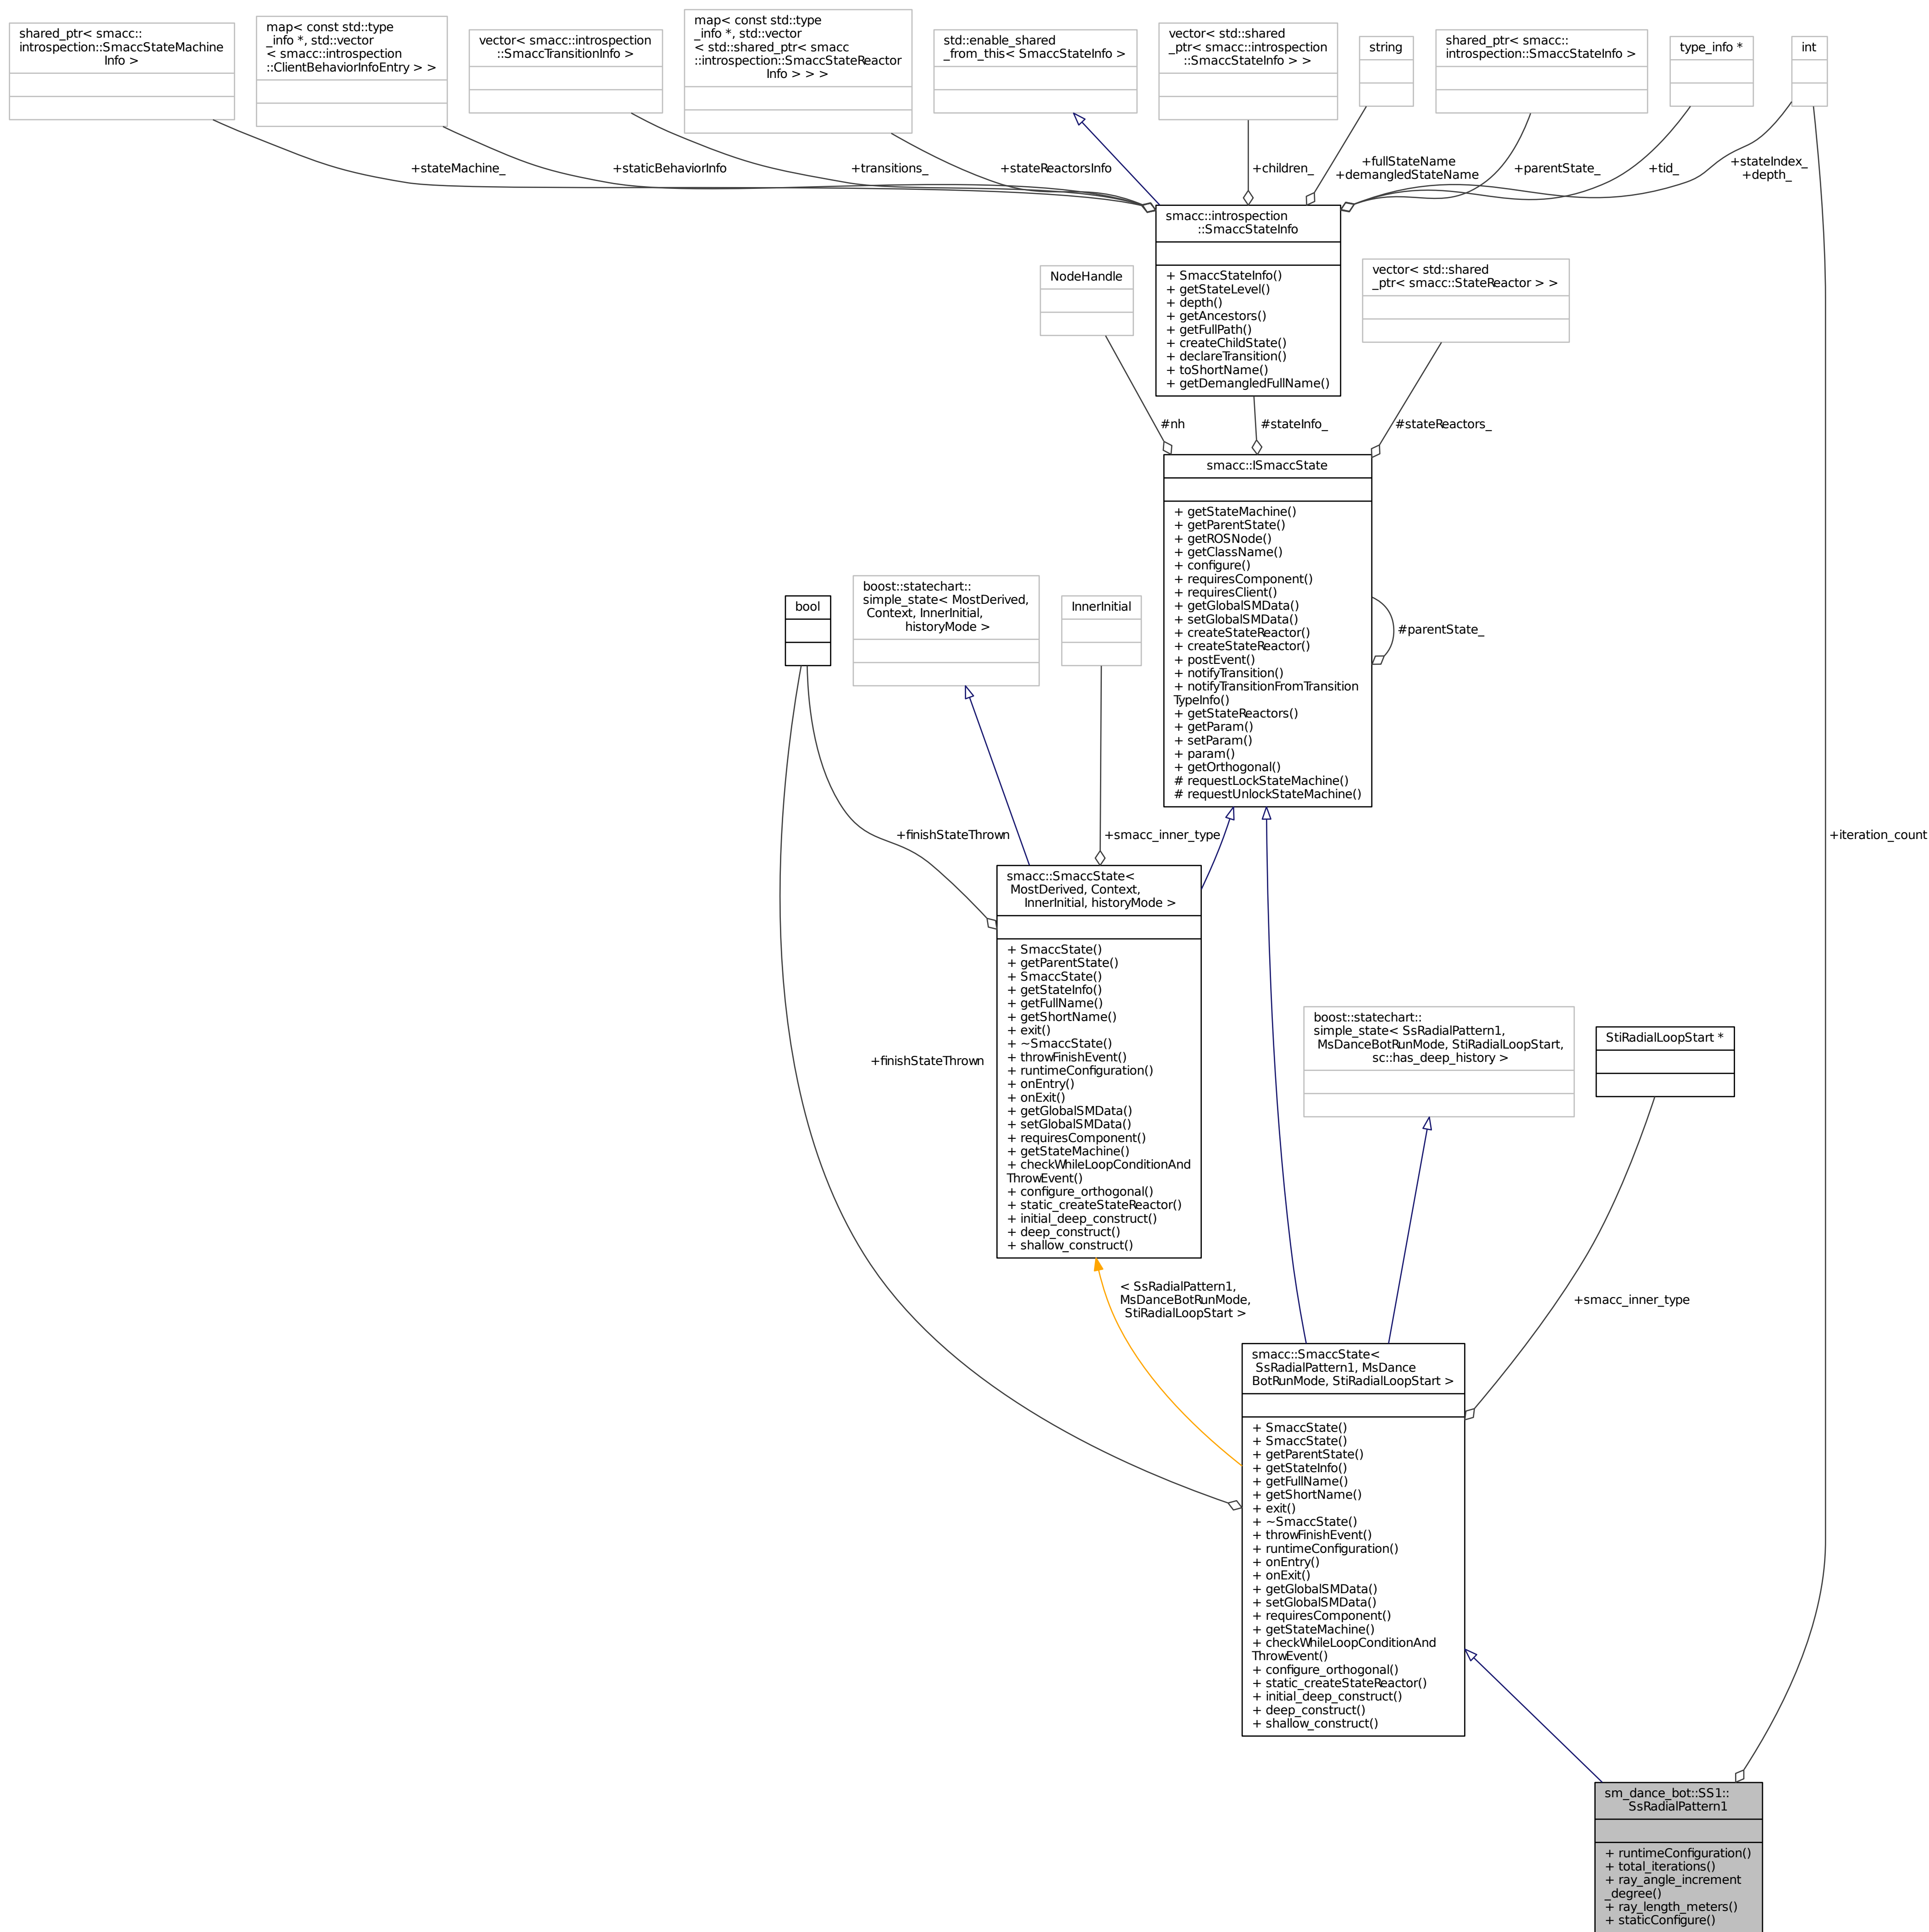 shared_ptr< smacc::
introspection::SmaccStateMachine
Info >
map< const std::type
_info *, std::vector
< smacc::introspection
::ClientBehaviorInfoEntry > >
vector< smacc::introspection
::SmaccTransitionInfo >
map< const std::type
_info *, std::vector
< std::shared_ptr< smacc
::introspection::SmaccStateReactor
Info > > >
std::enable_shared
_from_this< SmaccStateInfo >
vector< std::shared
_ptr< smacc::introspection
::SmaccStateInfo > >
string
shared_ptr< smacc::
introspection::SmaccStateInfo >
type_info *
int
+stateMachine_
+staticBehaviorInfo
+transitions_
+stateReactorsInfo
+children_
+fullStateName
+demangledStateName
+parentState_
+tid_
+stateIndex_
+depth_
smacc::introspection
::SmaccStateInfo
+ SmaccStateInfo()
+ getStateLevel()
+ depth()
+ getAncestors()
+ getFullPath()
+ createChildState()
+ declareTransition()
+ toShortName()
+ getDemangledFullName()
NodeHandle
vector< std::shared
_ptr< smacc::StateReactor > >
#nh
#stateInfo_
#stateReactors_
smacc::ISmaccState
+ getStateMachine()
+ getParentState()
+ getROSNode()
+ getClassName()
+ configure()
+ requiresComponent()
+ requiresClient()
+ getGlobalSMData()
+ setGlobalSMData()
+ createStateReactor()
+ createStateReactor()
+ postEvent()
+ notifyTransition()
+ notifyTransitionFromTransition
TypeInfo()
+ getStateReactors()
+ getParam()
+ setParam()
+ param()
+ getOrthogonal()
# requestLockStateMachine()
# requestUnlockStateMachine()
#parentState_
bool
boost::statechart::
simple_state< MostDerived,
Context, InnerInitial,
historyMode >
InnerInitial
+finishStateThrown
+smacc_inner_type
+iteration_count
smacc::SmaccState<
MostDerived, Context,
InnerInitial, historyMode >
+ SmaccState()
+ getParentState()
+ SmaccState()
+ getStateInfo()
+ getFullName()
+ getShortName()
+ exit()
+ ~SmaccState()
+ throwFinishEvent()
+ runtimeConfiguration()
+ onEntry()
+ onExit()
+ getGlobalSMData()
+ setGlobalSMData()
+ requiresComponent()
+ getStateMachine()
+ checkWhileLoopConditionAnd
ThrowEvent()
+ configure_orthogonal()
+ static_createStateReactor()
+ initial_deep_construct()
+ deep_construct()
+ shallow_construct()
+finishStateThrown
boost::statechart::
simple_state< SsRadialPattern1,
MsDanceBotRunMode, StiRadialLoopStart,
sc::has_deep_history >
StiRadialLoopStart *
< SsRadialPattern1,
MsDanceBotRunMode,
StiRadialLoopStart >
+smacc_inner_type
smacc::SmaccState<
SsRadialPattern1, MsDance
BotRunMode, StiRadialLoopStart >
+ SmaccState()
+ SmaccState()
+ getParentState()
+ getStateInfo()
+ getFullName()
+ getShortName()
+ exit()
+ ~SmaccState()
+ throwFinishEvent()
+ runtimeConfiguration()
+ onEntry()
+ onExit()
+ getGlobalSMData()
+ setGlobalSMData()
+ requiresComponent()
+ getStateMachine()
+ checkWhileLoopConditionAnd
ThrowEvent()
+ configure_orthogonal()
+ static_createStateReactor()
+ initial_deep_construct()
+ deep_construct()
+ shallow_construct()
sm_dance_bot::SS1::
SsRadialPattern1
+ runtimeConfiguration()
+ total_iterations()
+ ray_angle_increment
_degree()
+ ray_length_meters()
+ staticConfigure()